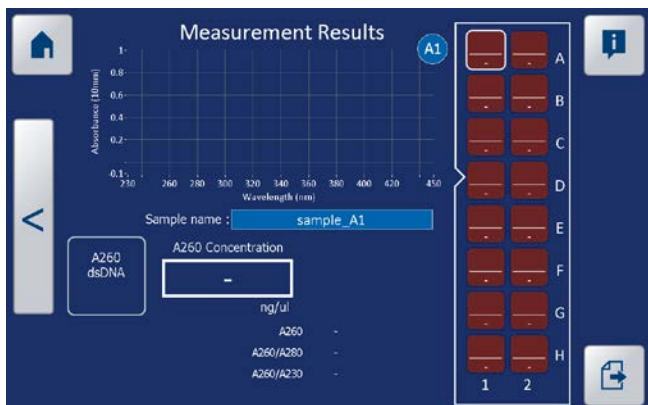 Measurement Results
A1
1
0.8
0.6
0.4
0.2
-0.1
Absorbance (10mm)
230 260 280 300 320 340 360 380 400 420 450
Wavelength (nm)
Sample name : sample_A1
A260
dsDNA
A260 Concentration
-
ng/ul
A260 -
A260/A280 -
A260/A230 -
A
B
C
D
E
F
G
H
1 2
i
<